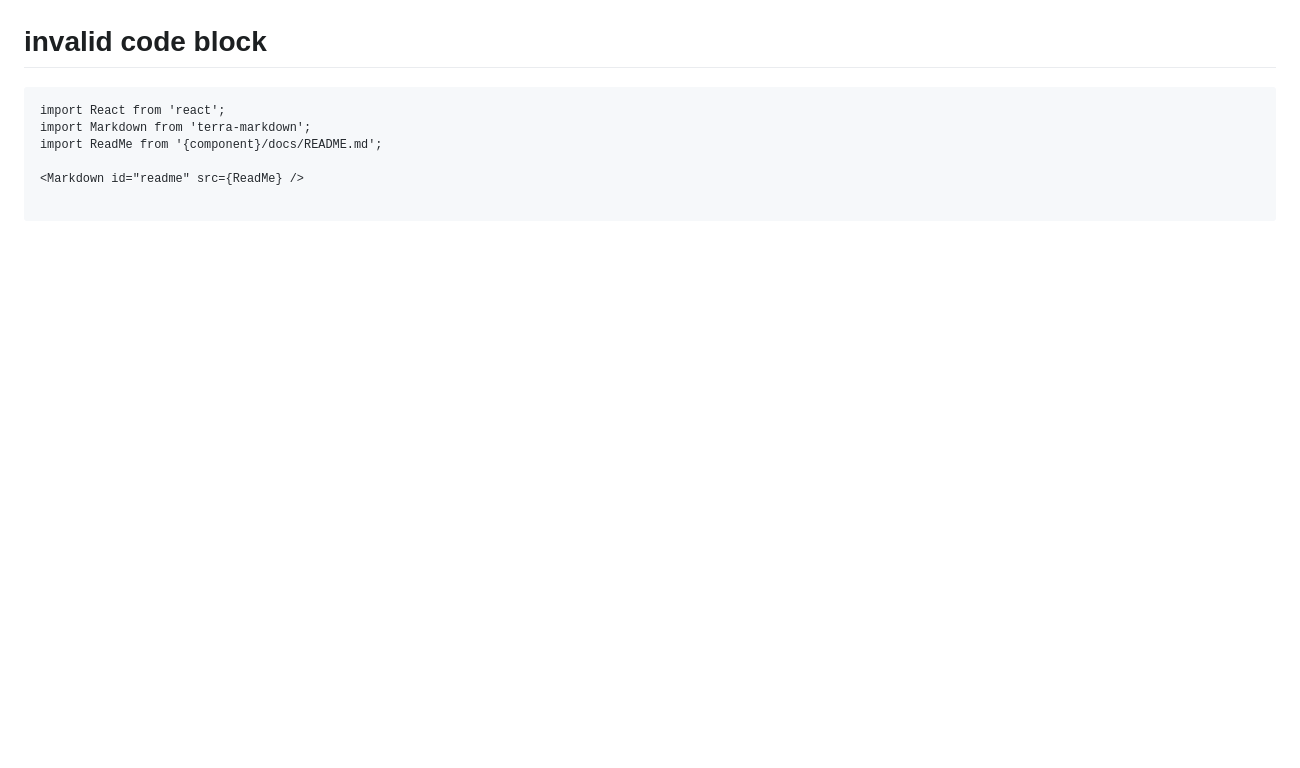 invalid code block
import React from 'react';
import Markdown from 'terra-markdown';
import ReadMe from '{component}/docs/README.md';
<Markdown id="readme" src={ReadMe} />